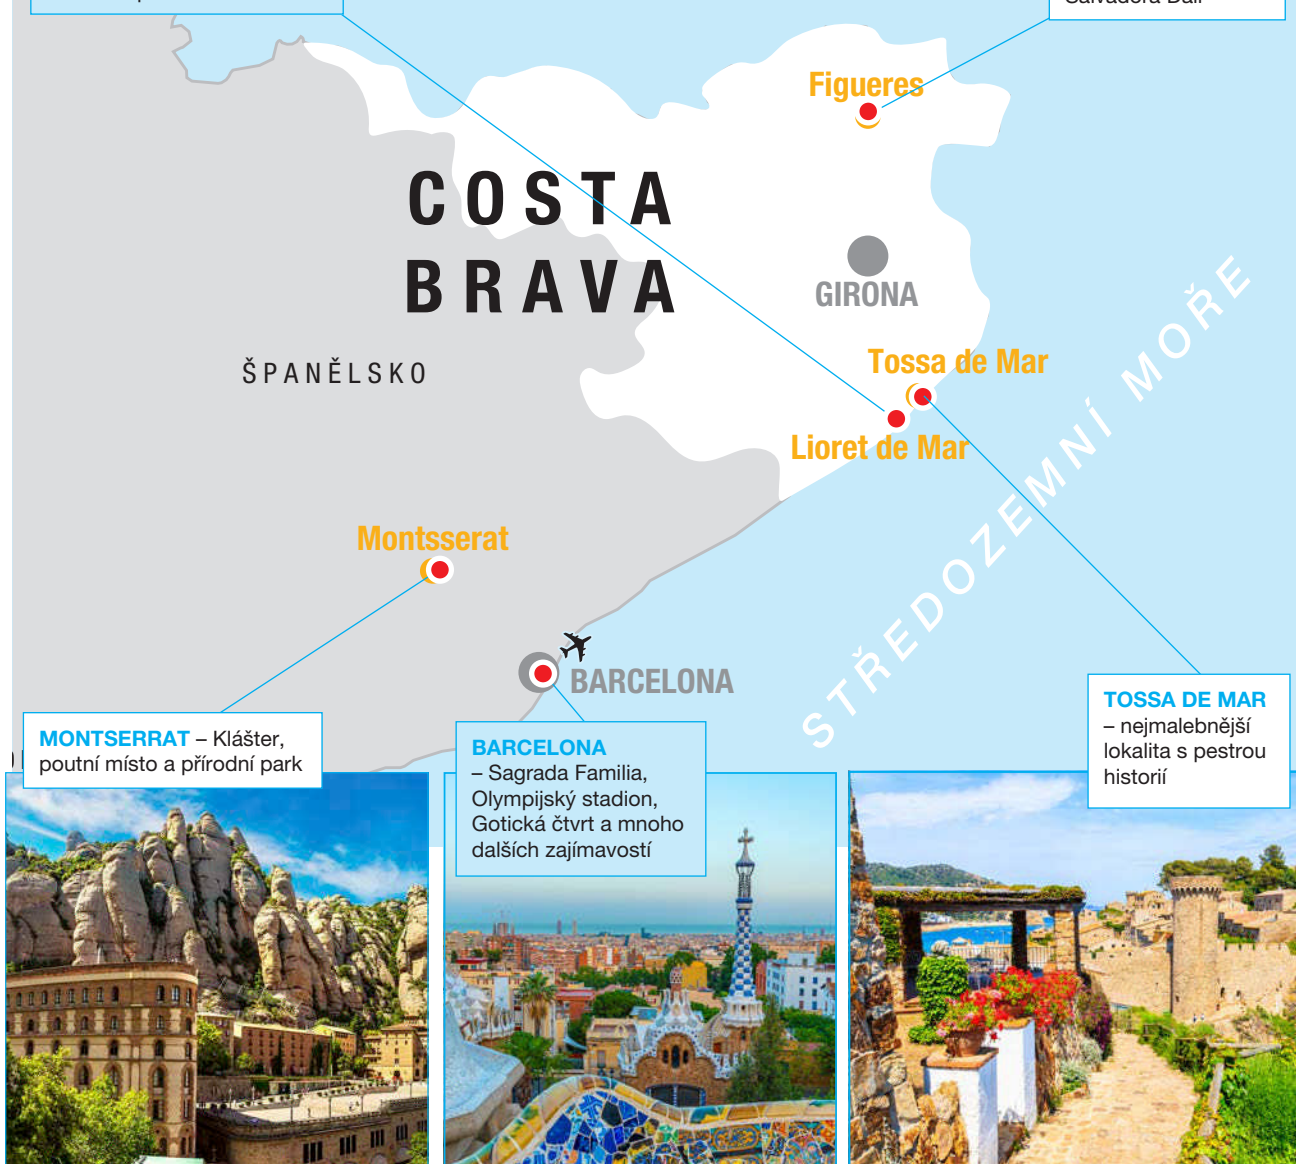 Salvadora Dalí
Figueres
COSTA
BRAVA
GIRONA
ŠPANĚLSKO
Tossa de Mar
Lioret de Mar
STŘEDOZEMNÍ MOŘE
Montsserat
BARCELONA
MONTSERRAT – Klášter,
poutní místo a přírodní park
BARCELONA
– Sagrada Familia,
Olympijský stadion,
Gotická čtvrt a mnoho
dalších zajímavostí
TOSSA DE MAR
– nejmalebnější
lokalita s pestrou
historií